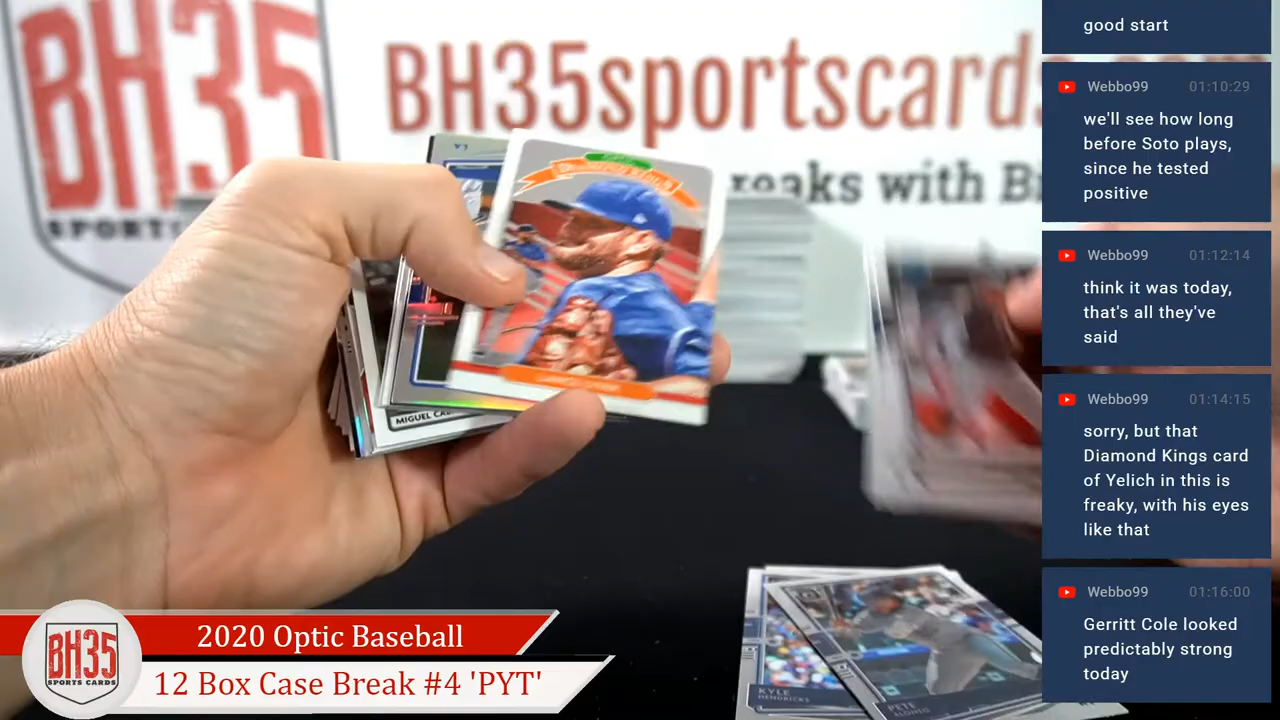 BH35
SPORTS
BH35sportscards
reaks with B
MIGUEL CAB
KYLE
HENDRICKS
PETE
ALONSO
BH35
SPORTS CARDS
2020 Optic Baseball
12 Box Case Break #4 'PYT'
good start
Webbo99 01:10:29
we'll see how long
before Soto plays,
since he tested
positive
Webbo99 01:12:14
think it was today,
that's all they've
said
Webbo99 01:14:15
sorry, but that
Diamond Kings card
of Yelich in this is
freaky, with his eyes
like that
Webbo99 01:16:00
Gerritt Cole looked
predictably strong
today